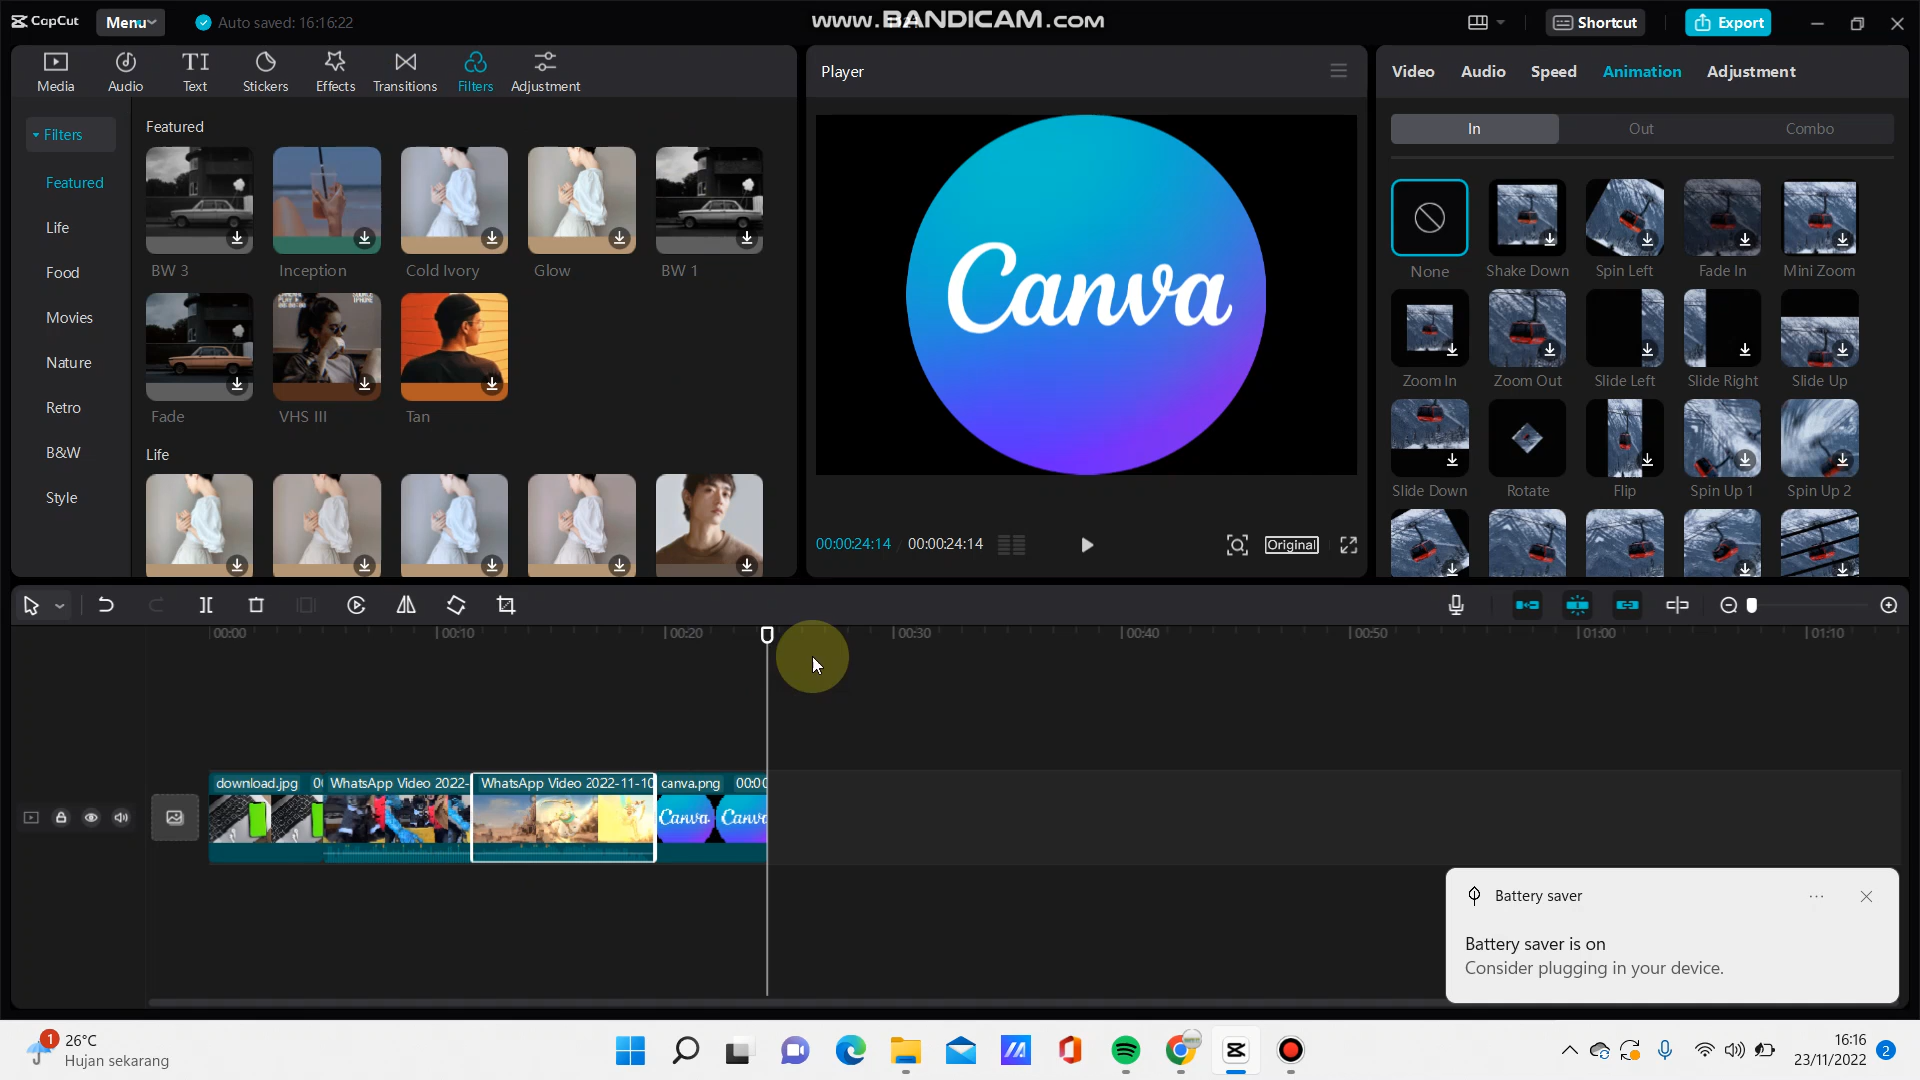 CapCut
Menu
Auto saved: 16:16:22
www.BANDICAM.com
Shortcut
Export
Media
Audio
Text
Stickers
Effects
Transitions
Filters
Adjustment
Player
Video
Audio
Speed
Animation
Adjustment
Filters
Featured
Life
Food
Movies
Nature
Retro
B&W
Style
Featured
BW 3
Inception
Cold Ivory
Glow
BW 1
Fade
VHS III
Tan
Life
Canva
00:00:24:14
00:00:24:14
Original
In
Out
Combo
None
Shake Down
Spin Left
Fade In
Mini Zoom
Zoom In
Zoom Out
Slide Left
Slide Right
Slide Up
Slide Down
Rotate
Flip
Spin Up 1
Spin Up 2
00:00
00:10
00:20
00:30
00:40
00:50
01:00
01:10
download.jpg
WhatsApp Video 2022-
WhatsApp Video 2022-11-10
canva.png
00:00
Canva
Battery saver
Battery saver is on
Consider plugging in your device.
1
26°C
Hujan sekarang
16:16
23/11/2022
2